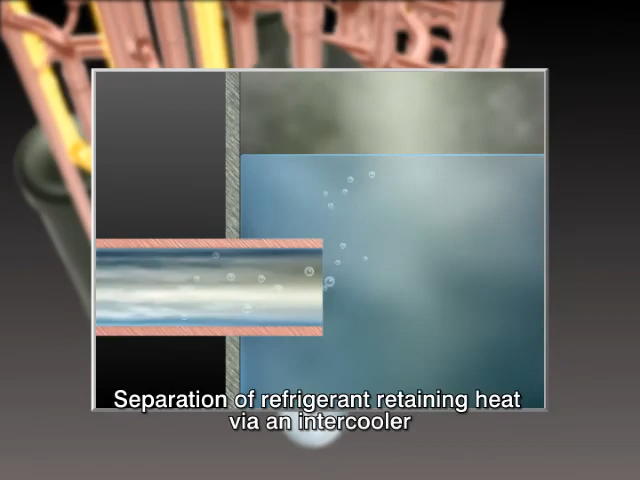 Separation of refrigerant retaining heat
via an intercooler